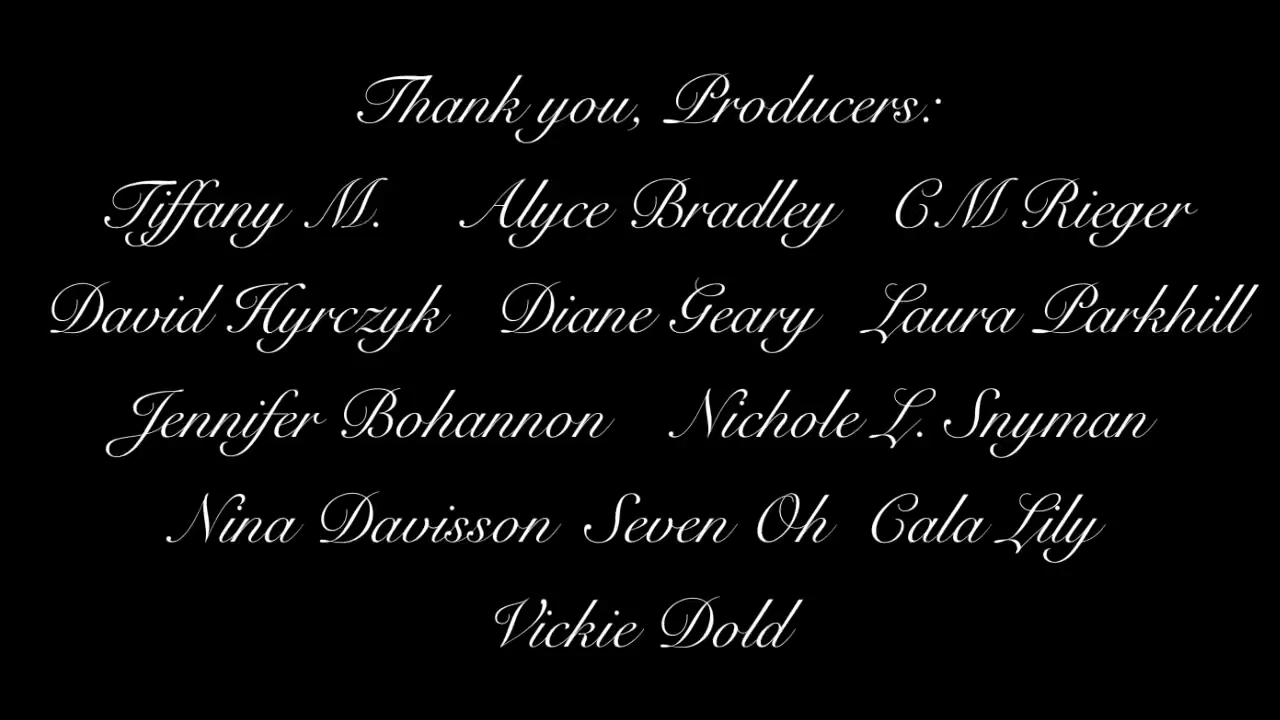 Thank you, Producers:
Tiffany M. Alyce Bradley CM Rieger
David Hyrczyk Diane Geary Laura Parkhill
Jennifer Bohannon Nichole L. Snyman
Nina Davisson Seven Oh Cala Lily
Vickie Dold